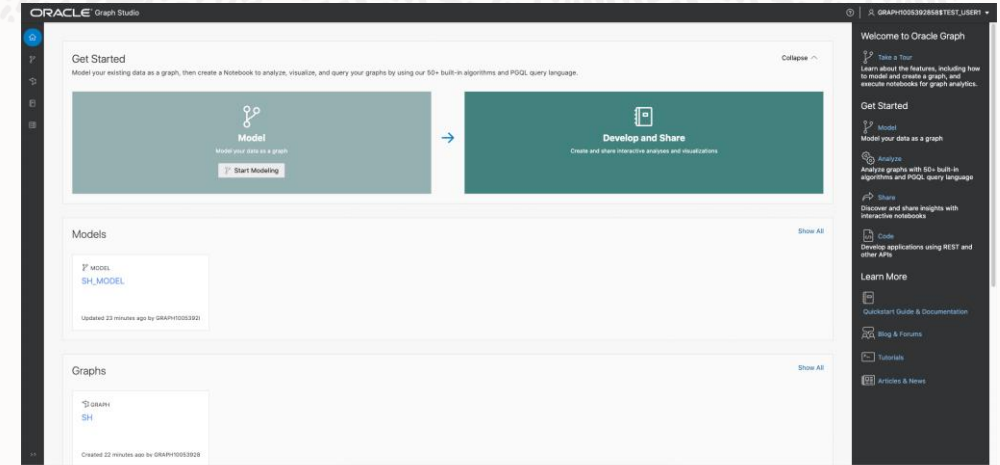 ORACLE Graph Studio
GRAPH1005392858$TEST_USER1
Get Started
Collapse
Model your existing data as a graph, then create a Notebook to analyze, visualize, and query your graphs by using our 50+ built-in algorithms and PGQL query language.
Model
Model your data as a graph
Start Modeling
Develop and Share
Create and share interactive analyses and visualizations
Models
Show All
MODEL
SH_MODEL
Updated 23 minutes ago by GRAPH1005392(
Graphs
Show All
GRAPH
SH
Created 22 minutes ago by GRAPH10053928
Welcome to Oracle Graph
Take a Tour
Learn about the features, including how
to model and create a graph, and
execute notebooks for graph analytics.
Get Started
Model
Model your data as a graph
Analyze
Analyze graphs with 50+ built-in
algorithms and PGQL query language
Share
Discover and share insights with
interactive notebooks
Code
Develop applications using REST and
other APIs
Learn More
Quickstart Guide & Documentation
Blog & Forums
Tutorials
Articles & News